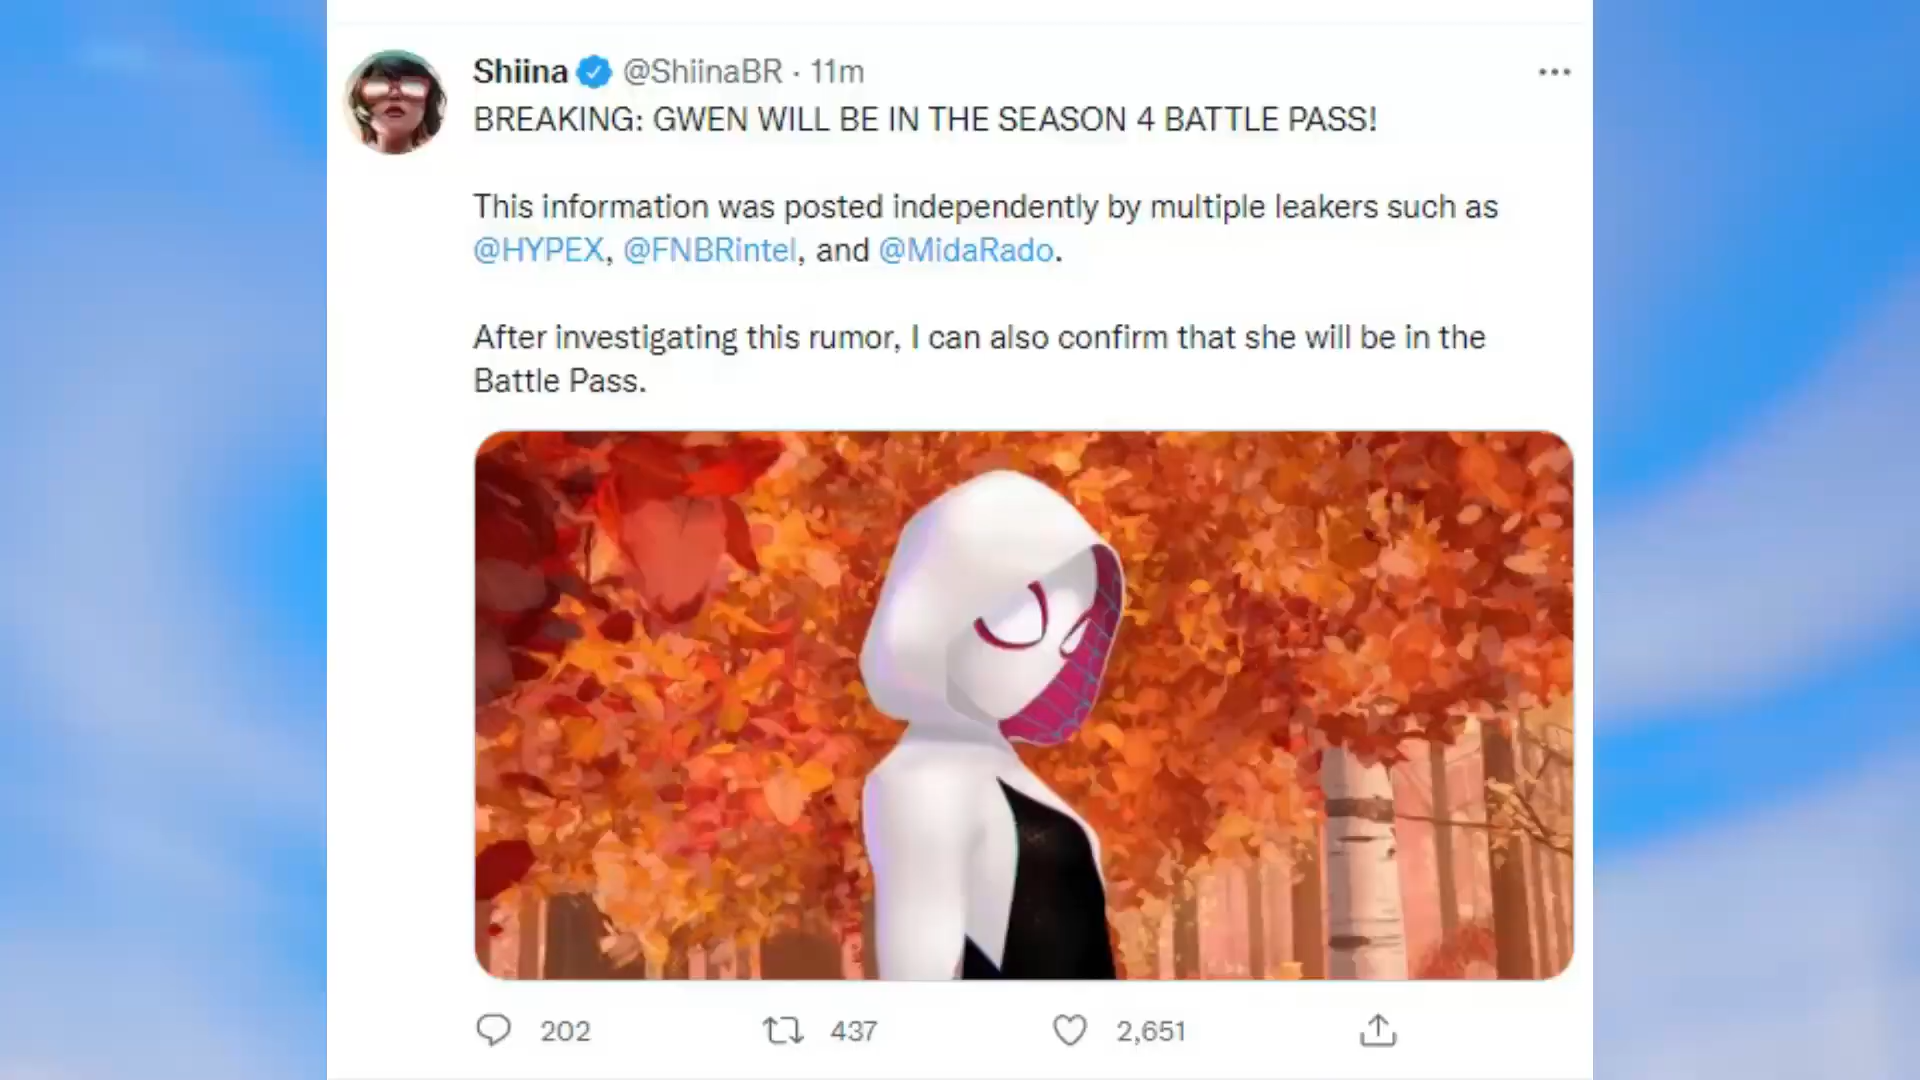 Shiina @ShiinaBR · 11m
BREAKING: GWEN WILL BE IN THE SEASON 4 BATTLE PASS!
This information was posted independently by multiple leakers such as
@HYPEX, @FNBRintel, and @MidaRado.
After investigating this rumor, I can also confirm that she will be in the
Battle Pass.
202 437 2,651